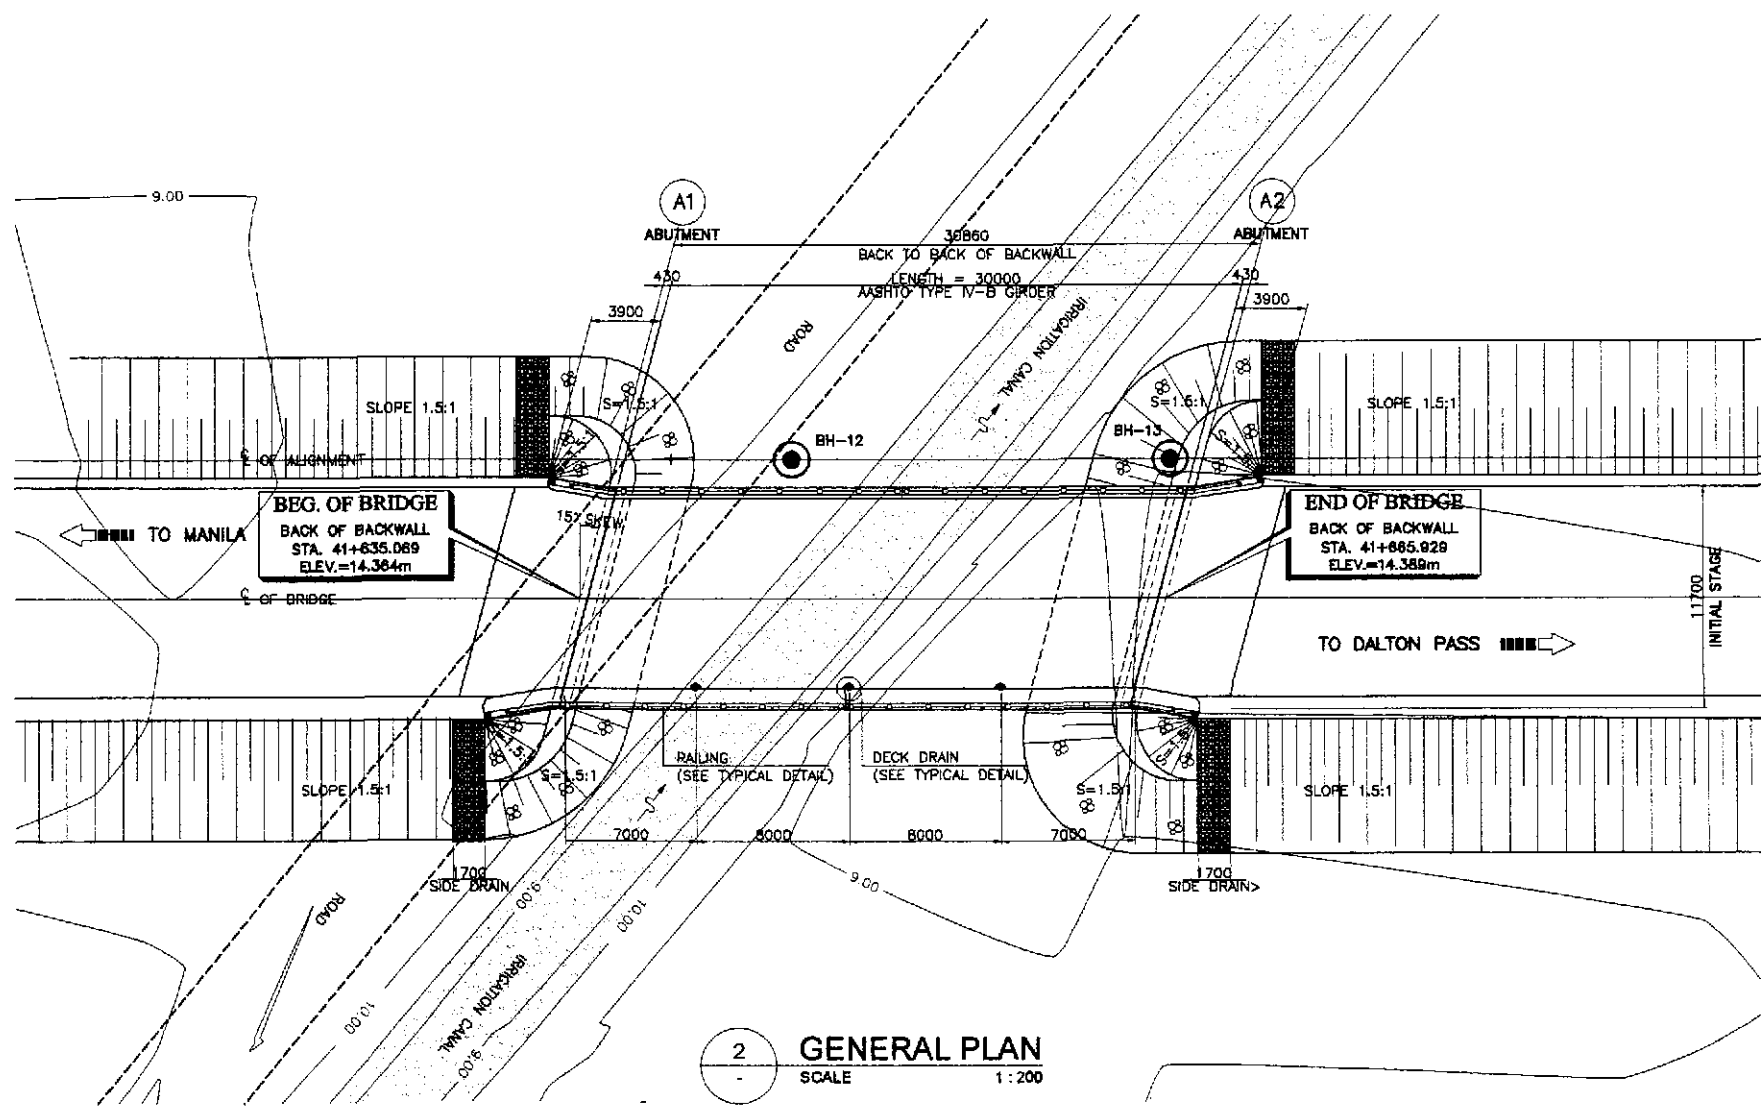 9.00
A1
ABUTMENT
A2
ABUTMENT
30860
BACK TO BACK OF BACKWALL
430
LENGTH = 30000
430
AASHTO TYPE IV-B GIRDER
3900
3900
ROAD
IRRIGATION CANAL
SLOPE 1.5:1
S=1.5:1
S=1.5:1
SLOPE 1.5:1
BH-12
BH-13
℄ OF ALIGNMENT
BEG. OF BRIDGE
BACK OF BACKWALL
STA. 41+635.069
ELEV.=14.364m
15° SKEW
END OF BRIDGE
BACK OF BACKWALL
STA. 41+665.929
ELEV.=14.369m
TO MANILA
℄ OF BRIDGE
11700
INITIAL STAGE
TO DALTON PASS
RAILING
(SEE TYPICAL DETAIL)
DECK DRAIN
(SEE TYPICAL DETAIL)
SLOPE 1.5:1
S=1.5:1
S=1.5:1
SLOPE 1.5:1
7000
8000
8000
7000
1700
SIDE DRAIN
1700
SIDE DRAIN>
9.00
9.00
10.00
ROAD
IRRIGATION CANAL
10.00
9.00
2
-
GENERAL PLAN
SCALE 1:200